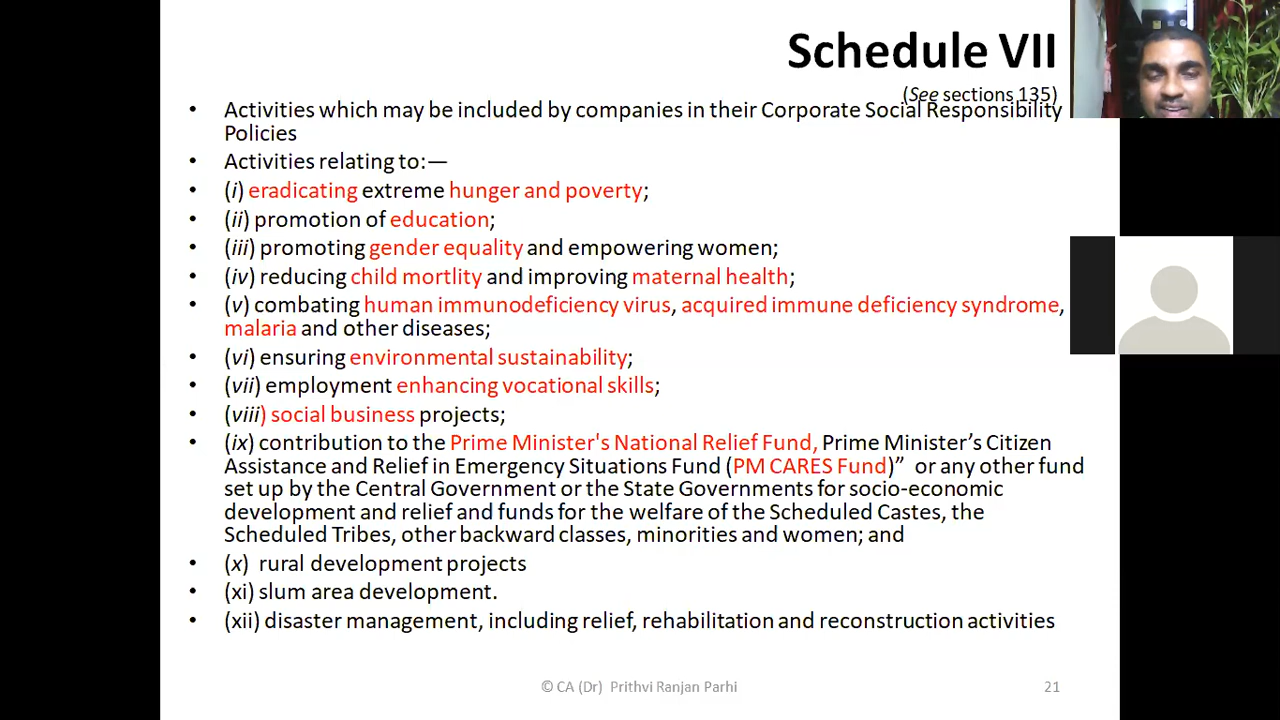 Schedule VII
(See sections 135)
• Activities which may be included by companies in their Corporate Social Responsibility
Policies
• Activities relating to:—
• (i) eradicating extreme hunger and poverty;
• (ii) promotion of education;
• (iii) promoting gender equality and empowering women;
• (iv) reducing child mortlity and improving maternal health;
• (v) combating human immunodeficiency virus, acquired immune deficiency syndrome,
malaria and other diseases;
• (vi) ensuring environmental sustainability;
• (vii) employment enhancing vocational skills;
• (viii) social business projects;
• (ix) contribution to the Prime Minister's National Relief Fund, Prime Minister’s Citizen
Assistance and Relief in Emergency Situations Fund (PM CARES Fund)” or any other fund
set up by the Central Government or the State Governments for socio-economic
development and relief and funds for the welfare of the Scheduled Castes, the
Scheduled Tribes, other backward classes, minorities and women; and
• (x) rural development projects
• (xi) slum area development.
• (xii) disaster management, including relief, rehabilitation and reconstruction activities
© CA (Dr) Prithvi Ranjan Parhi
21